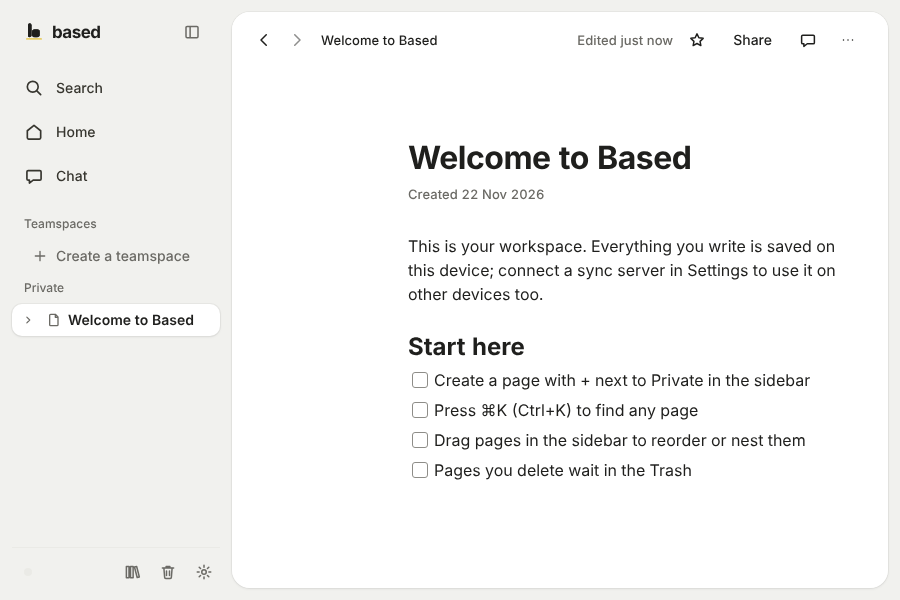 based
Search
Home
Chat
Teamspaces
Create a teamspace
Private
Welcome to Based
Welcome to Based
Edited just now
Share
Welcome to Based
Created 22 Nov 2026
This is your workspace. Everything you write is saved on
this device; connect a sync server in Settings to use it on
other devices too.
Start here
Create a page with + next to Private in the sidebar
Press ⌘K (Ctrl+K) to find any page
Drag pages in the sidebar to reorder or nest them
Pages you delete wait in the Trash